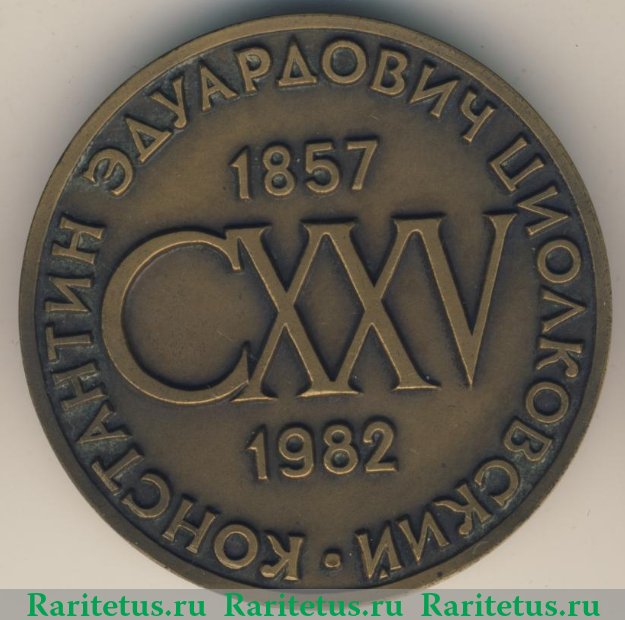 КОНСТАНТИН ЭДУАРДОВИЧ ЦИОЛКОВСКИЙ •
1857
CXXV
1982
Raritetus.ru Raritetus.ru Raritetus.ru